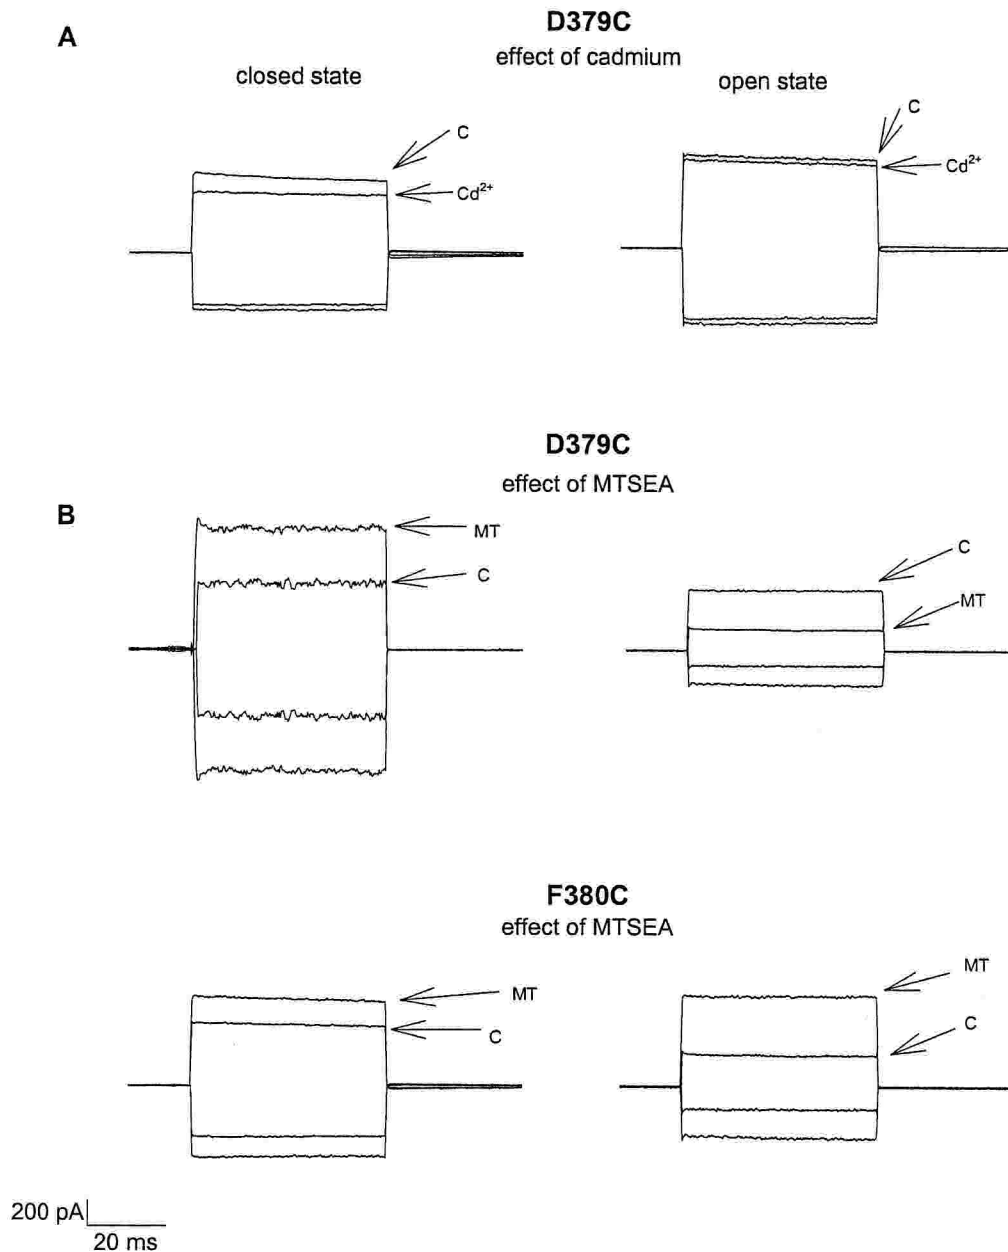 A
D379C
effect of cadmium
closed state
open state
C
Cd²⁺
C
Cd²⁺
D379C
effect of MTSEA
B
MT
C
C
MT
F380C
effect of MTSEA
MT
C
MT
C
200 pA
20 ms